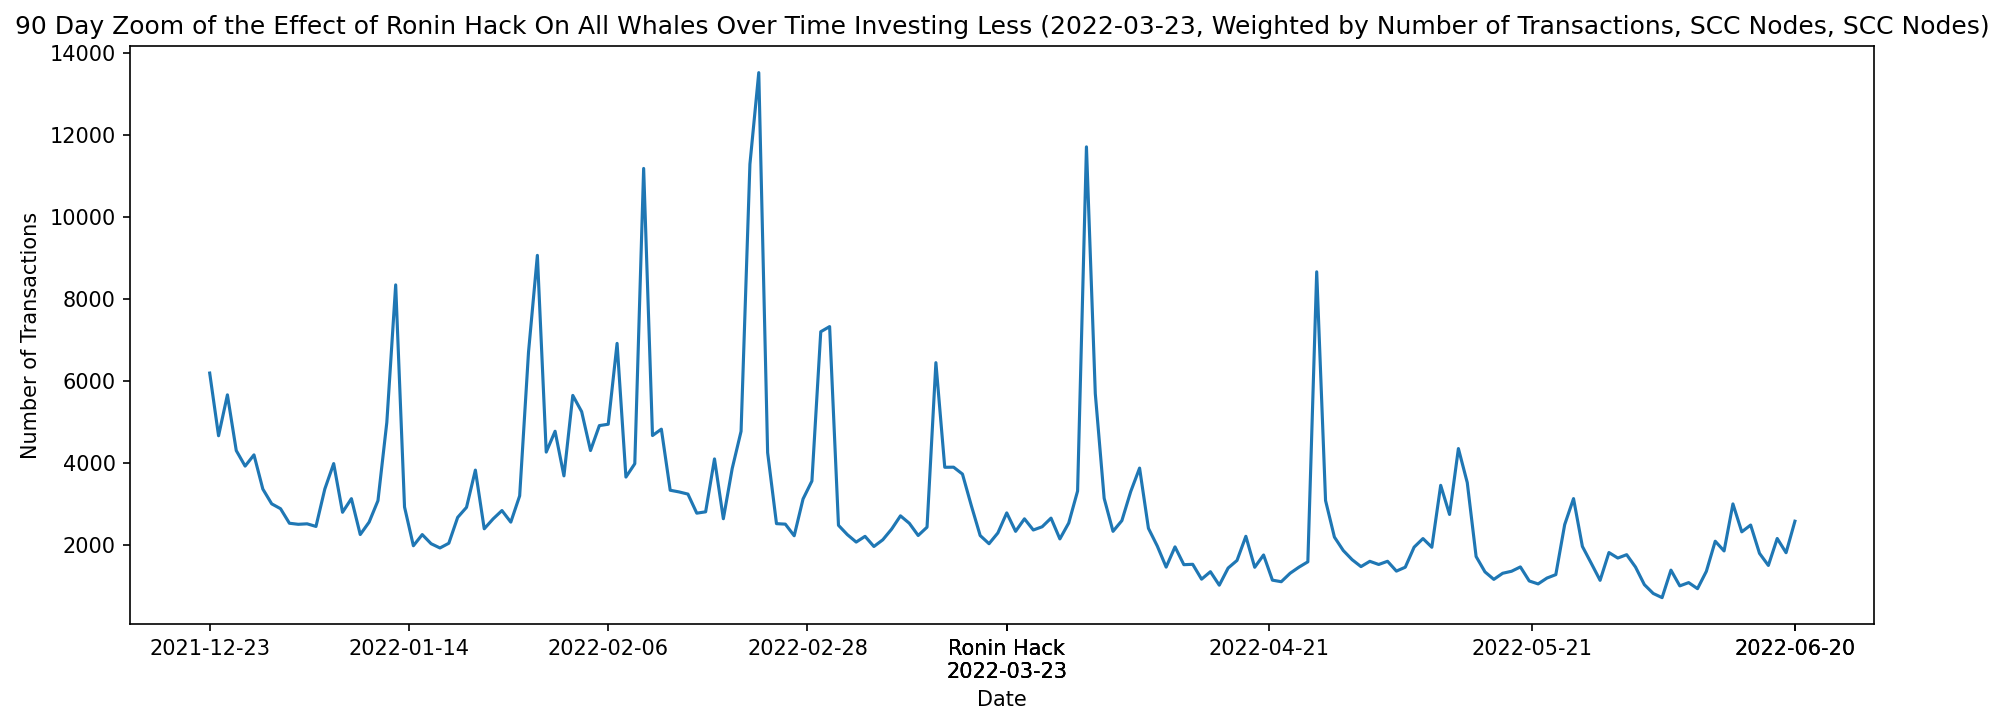 90 Day Zoom of the Effect of Ronin Hack On All Whales Over Time Investing Less (2022-03-23, Weighted by Number of Transactions, SCC Nodes, SCC Nodes)
14000
12000
10000
8000
6000
4000
2000
Number of Transactions
2021-12-23 2022-01-14 2022-02-06 2022-02-28 Ronin Hack 2022-04-21 2022-05-21 2022-06-20
2022-03-23
Date